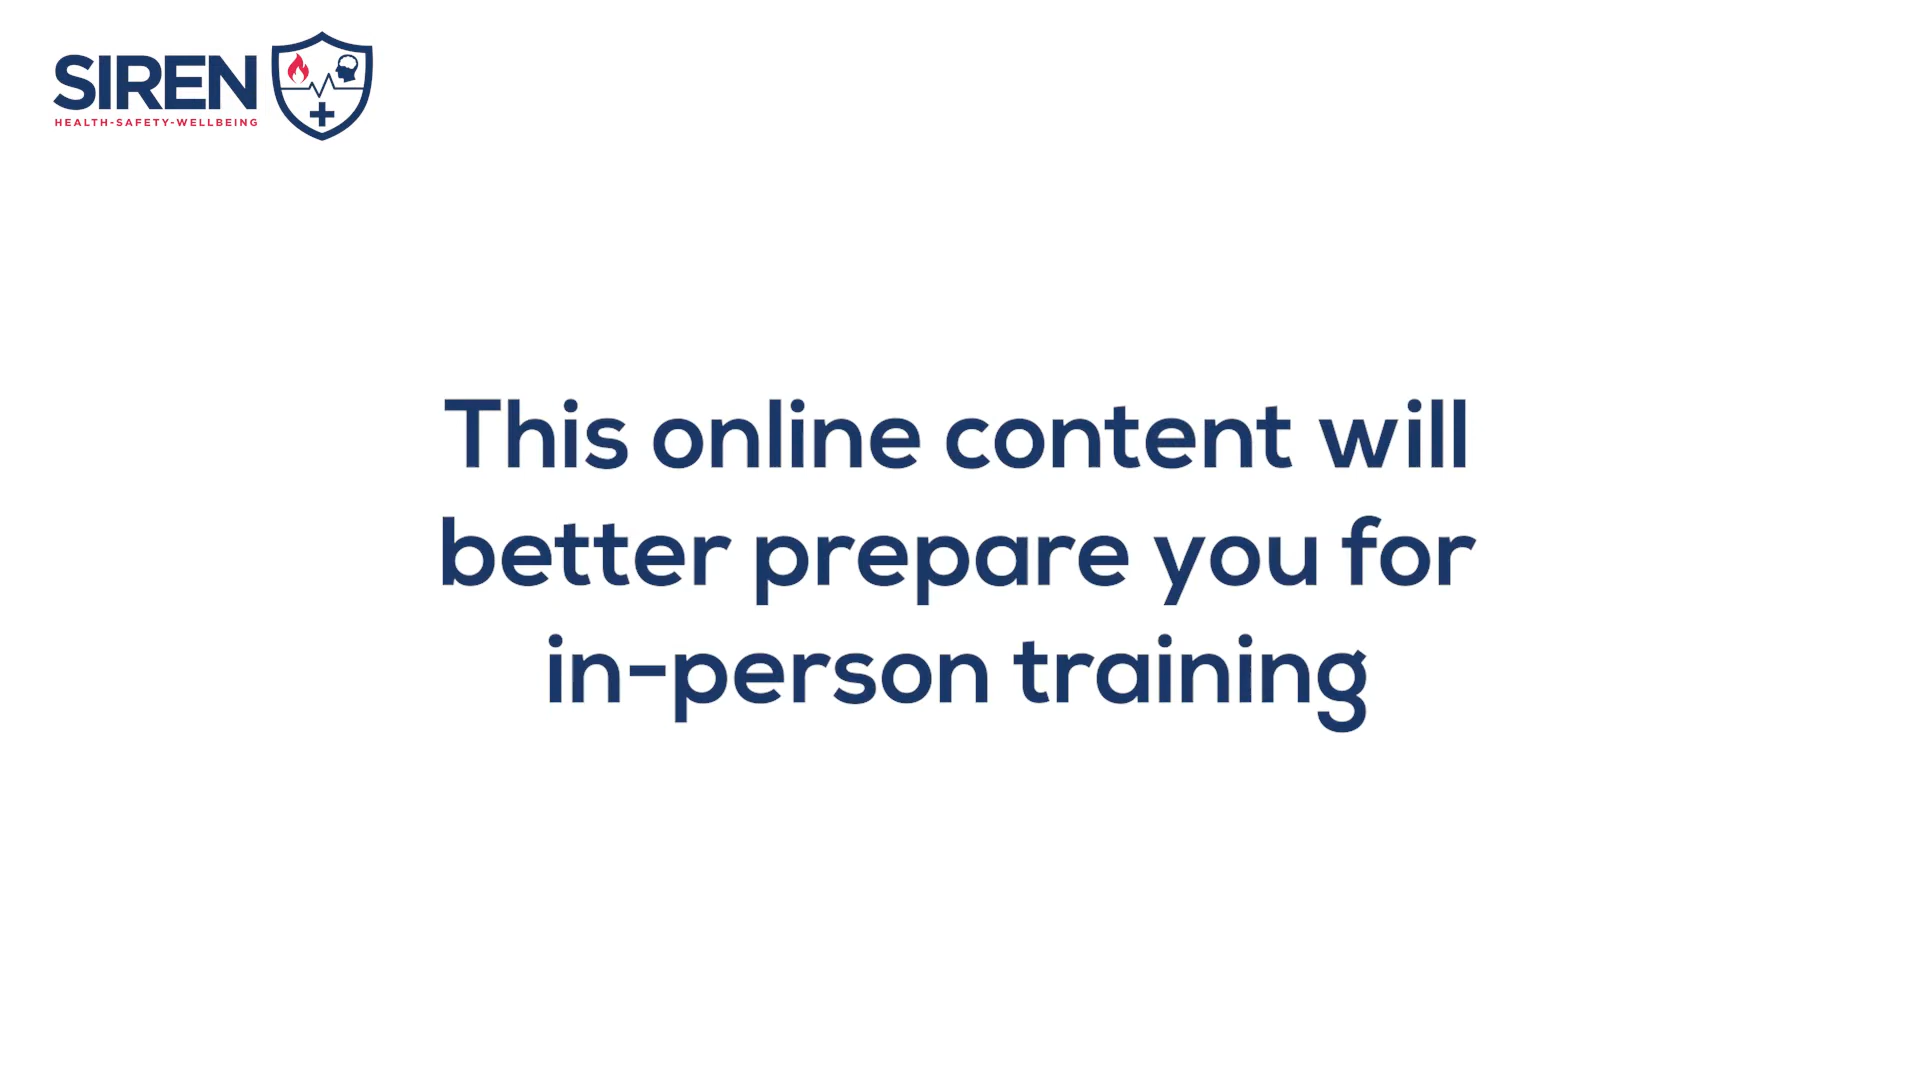 SIREN
HEALTH-SAFETY-WELLBEING
This online content will
better prepare you for
in-person training